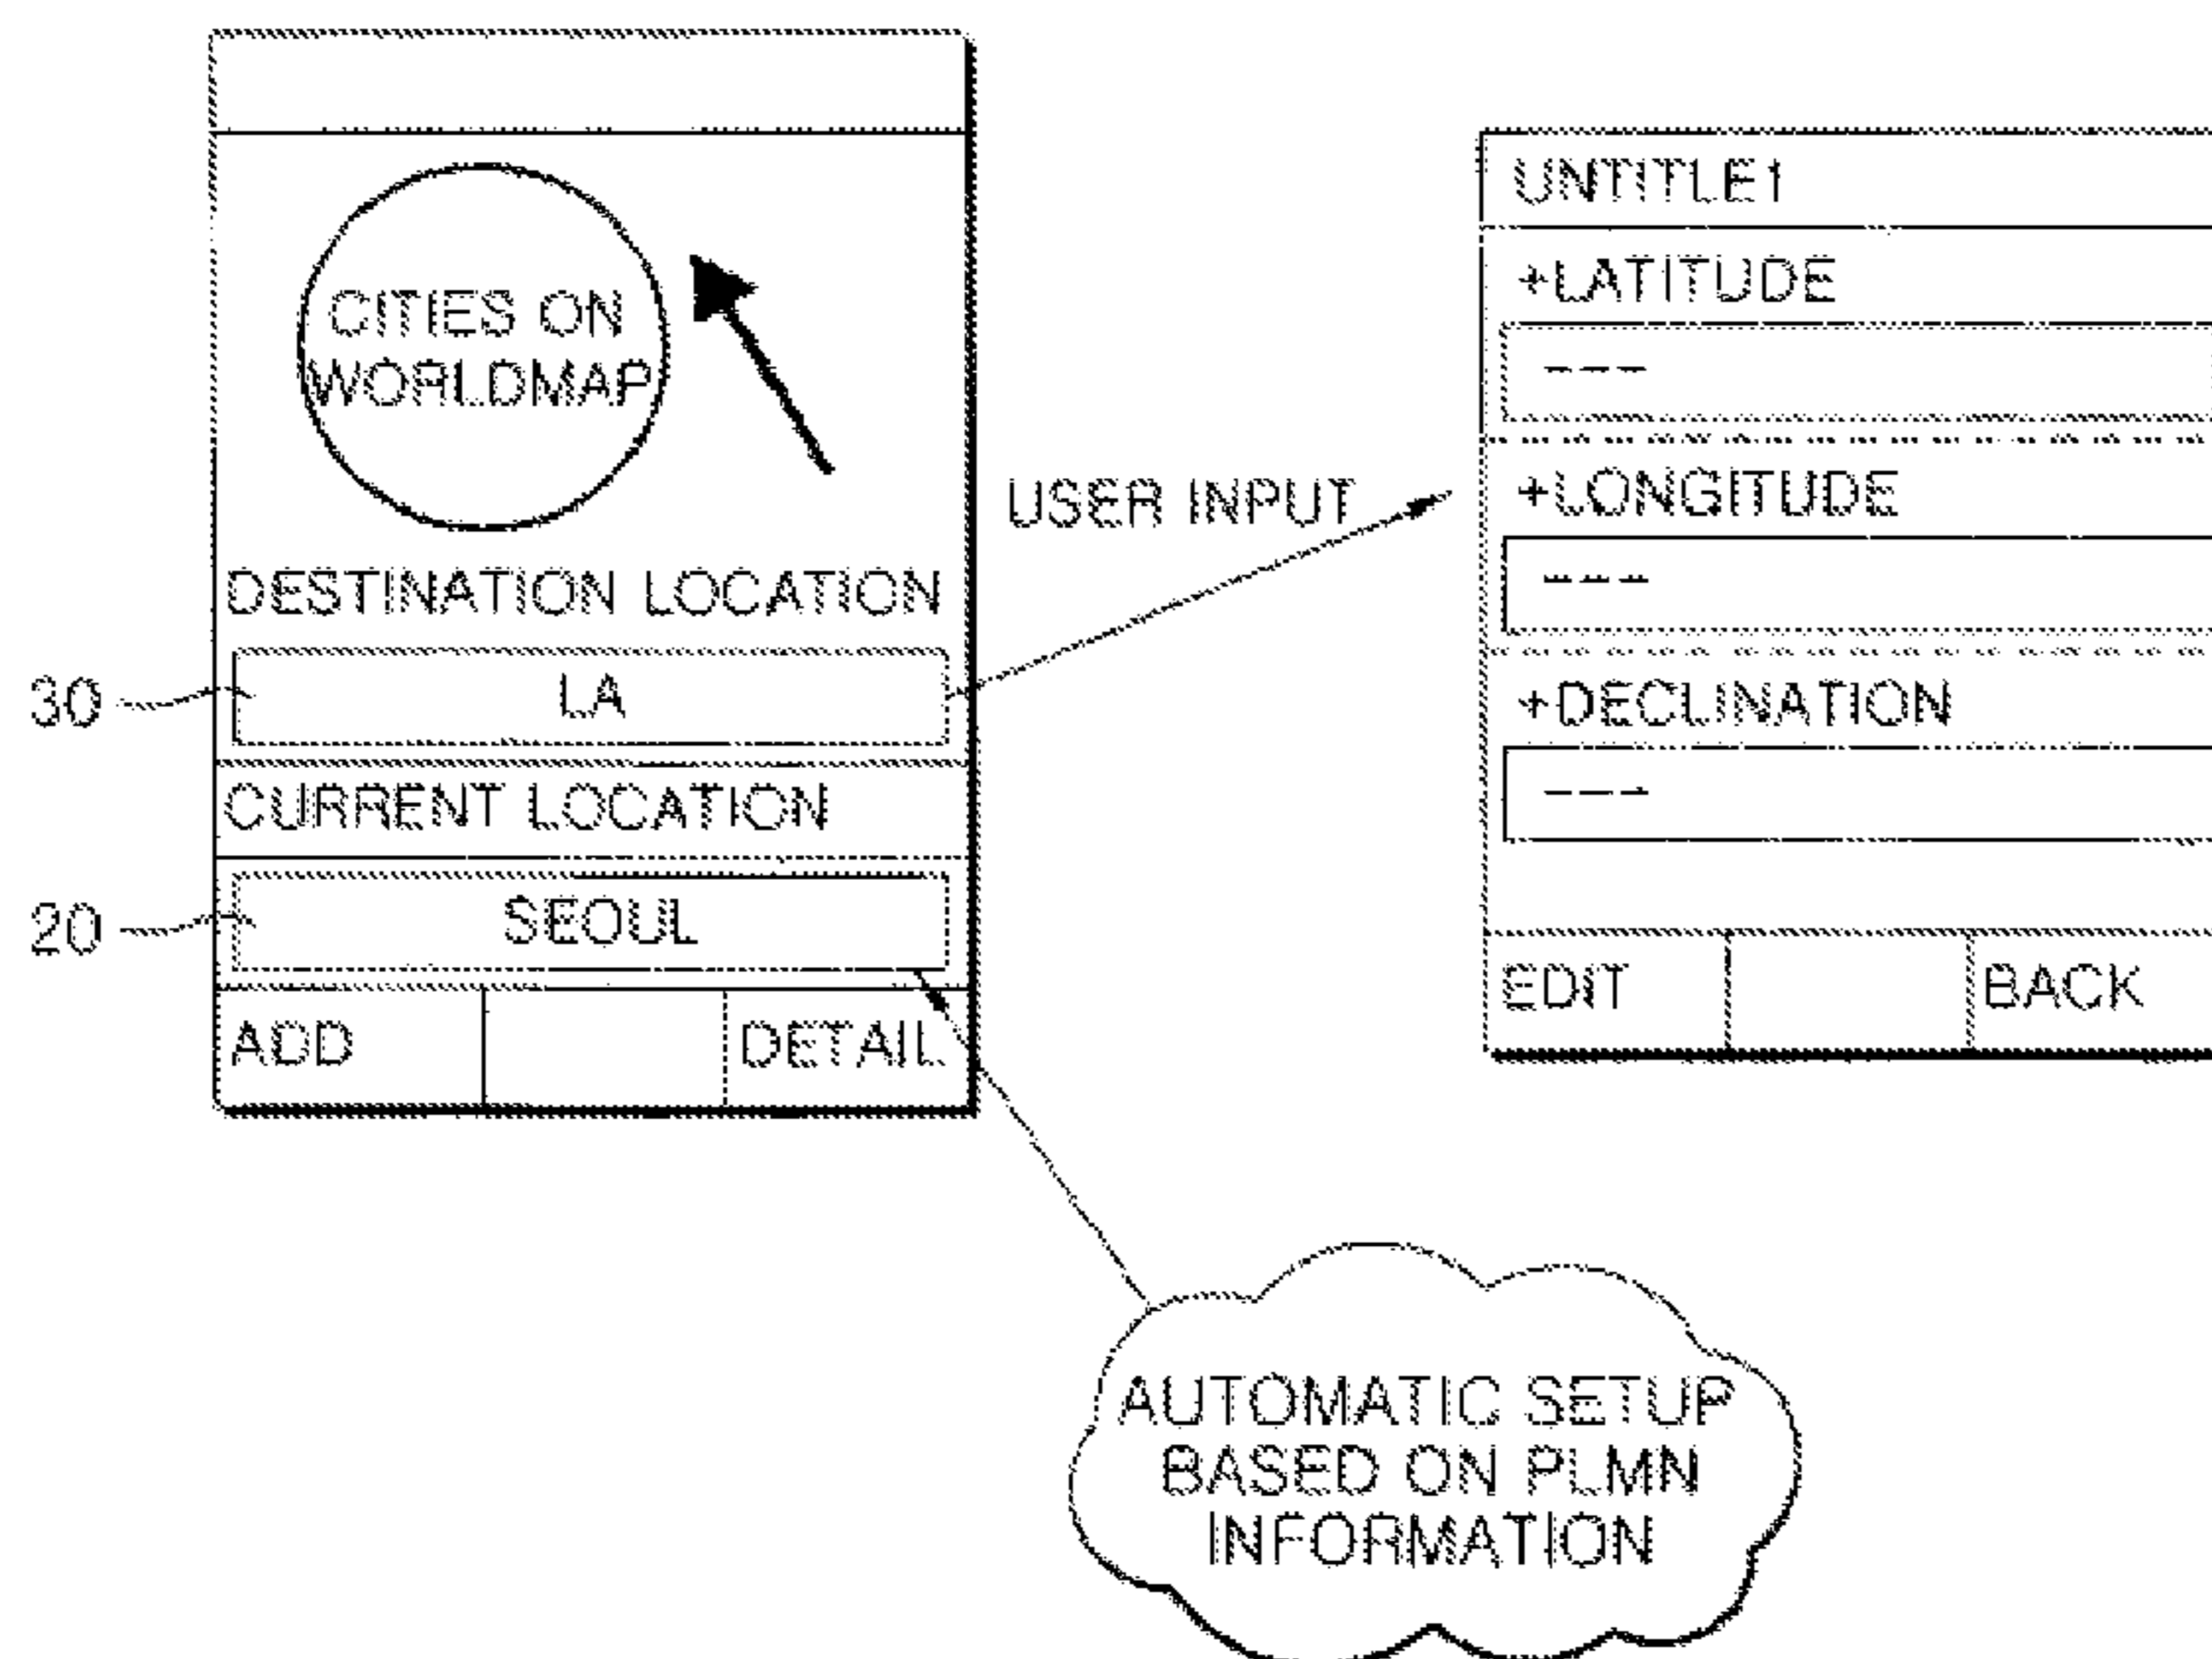 CITIES ON
WORLDMAP
DESTINATION LOCATION
30
LA
CURRENT LOCATION
20
SEOUL
ADD
DETAIL
USER INPUT
UNTITLE1
+LATITUDE
---
+LONGITUDE
---
+DECLINATION
---
EDIT
BACK
AUTOMATIC SETUP
BASED ON PLMN
INFORMATION